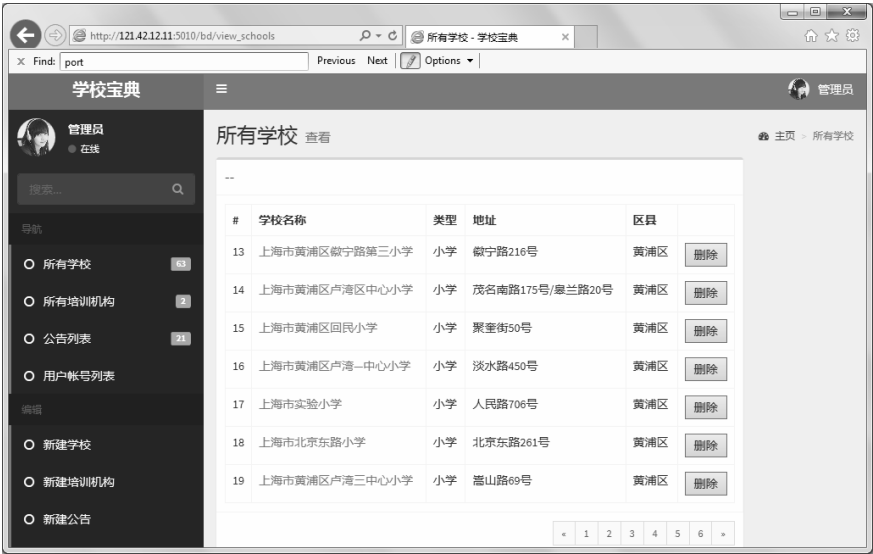 http://121.42.12.11:5010/bd/view_schools
所有学校 - 学校宝典
Find: port Previous Next Options
学校宝典
管理员
管理员
在线
所有学校 查看
主页 > 所有学校
搜索...
--
导航
所有学校 63
所有培训机构 2
公告列表 21
用户帐号列表
编辑
新建学校
新建培训机构
新建公告
# 学校名称 类型 地址 区县
13 上海市黄浦区徽宁路第三小学 小学 徽宁路216号 黄浦区 删除
14 上海市黄浦区卢湾区中心小学 小学 茂名南路175号/皋兰路20号 黄浦区 删除
15 上海市黄浦区回民小学 小学 聚奎街50号 黄浦区 删除
16 上海市黄浦区卢湾一中心小学 小学 淡水路450号 黄浦区 删除
17 上海市实验小学 小学 人民路706号 黄浦区 删除
18 上海市北京东路小学 小学 北京东路261号 黄浦区 删除
19 上海市黄浦区卢湾三中心小学 小学 嵩山路69号 黄浦区 删除
« 1 2 3 4 5 6 »